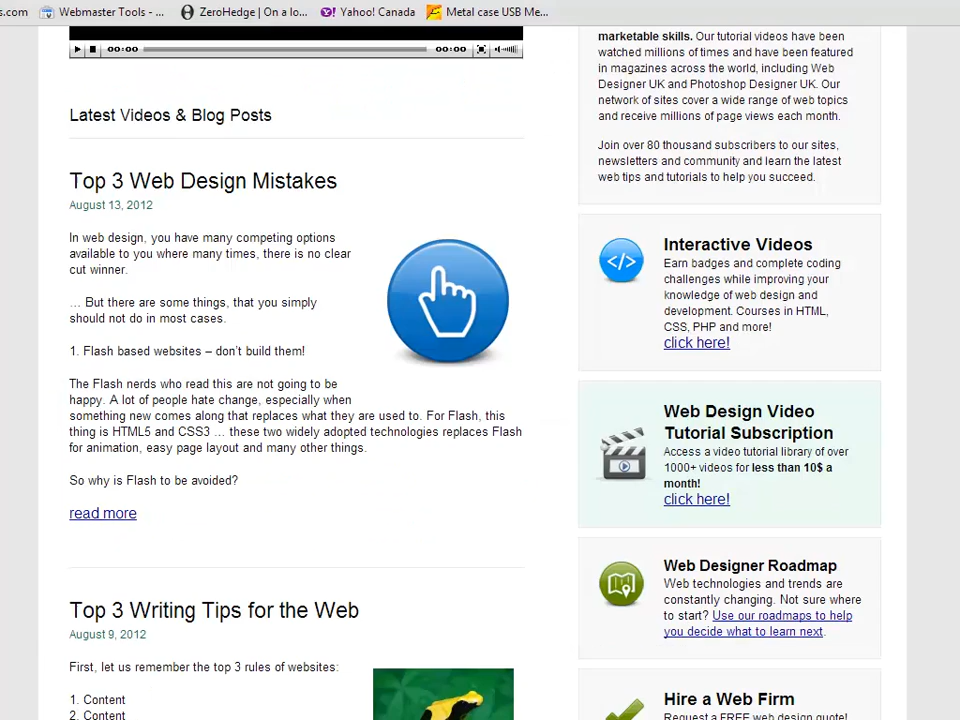 s.com
Webmaster Tools - ...
ZeroHedge | On a lo...
Yahoo! Canada
Metal case USB Me...
00:00
00:00
Latest Videos & Blog Posts
Top 3 Web Design Mistakes
August 13, 2012
In web design, you have many competing options
available to you where many times, there is no clear
cut winner.
… But there are some things, that you simply
should not do in most cases.
1. Flash based websites – don’t build them!
The Flash nerds who read this are not going to be
happy. A lot of people hate change, especially when
something new comes along that replaces what they are used to. For Flash, this
thing is HTML5 and CSS3 … these two widely adopted technologies replaces Flash
for animation, easy page layout and many other things.
So why is Flash to be avoided?
read more
Top 3 Writing Tips for the Web
August 9, 2012
First, let us remember the top 3 rules of websites:
1. Content
2. Content
marketable skills. Our tutorial videos have been
watched millions of times and have been featured
in magazines across the world, including Web
Designer UK and Photoshop Designer UK. Our
network of sites cover a wide range of web topics
and receive millions of page views each month.
Join over 80 thousand subscribers to our sites,
newsletters and community and learn the latest
web tips and tutorials to help you succeed.
</>
Interactive Videos
Earn badges and complete coding
challenges while improving your
knowledge of web design and
development. Courses in HTML,
CSS, PHP and more!
click here!
Web Design Video
Tutorial Subscription
Access a video tutorial library of over
1000+ videos for less than 10$ a
month!
click here!
Web Designer Roadmap
Web technologies and trends are
constantly changing. Not sure where
to start? Use our roadmaps to help
you decide what to learn next.
Hire a Web Firm
Request a FREE web design quote!